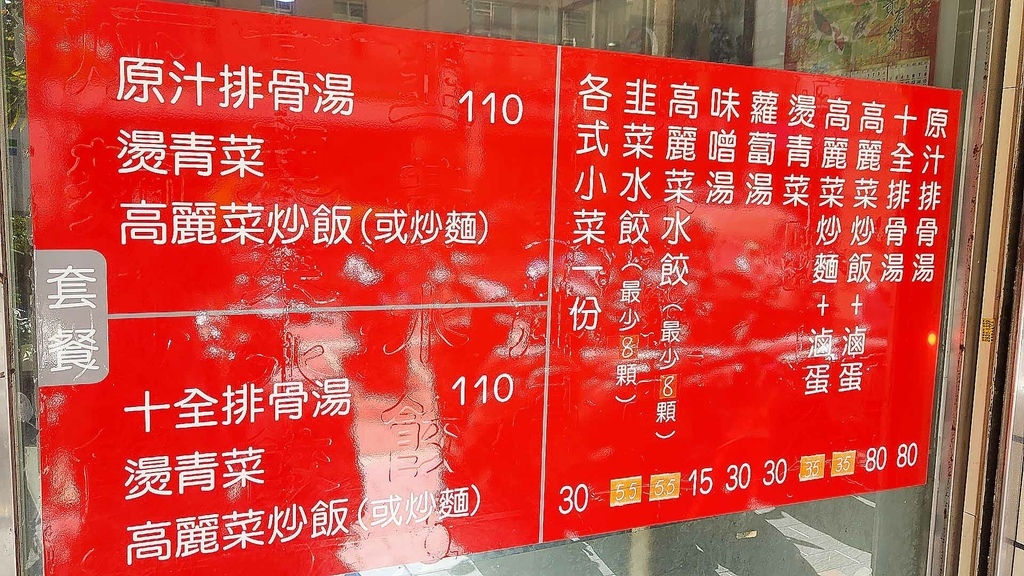 套餐
原汁排骨湯 110
燙青菜
高麗菜炒飯(或炒麵)
十全排骨湯 110
燙青菜
高麗菜炒飯(或炒麵)
原汁排骨湯 80
十全排骨湯 80
高麗菜炒飯+滷蛋 35
高麗菜炒麵+滷蛋 35
燙青菜 30
蘿蔔湯 30
味噌湯 15
高麗菜水餃(最少8顆) 5.5
韭菜水餃(最少8顆) 5.5
各式小菜一份 30